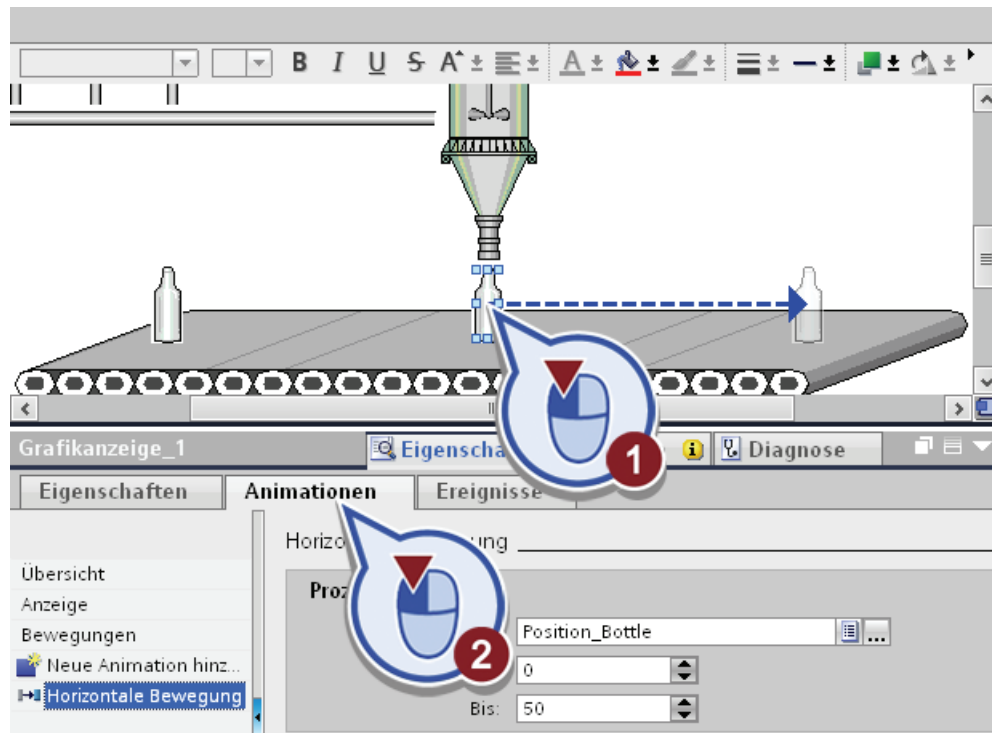 B I U S A A
1
Grafikanzeige_1
Eigenscha
Diagnose
Eigenschaften
Animationen
Ereignisse
2
Übersicht
Anzeige
Bewegungen
Neue Animation hinz...
Horizontale Bewegung
Horizo ung
Proz
Position_Bottle
...
0
Bis: 50